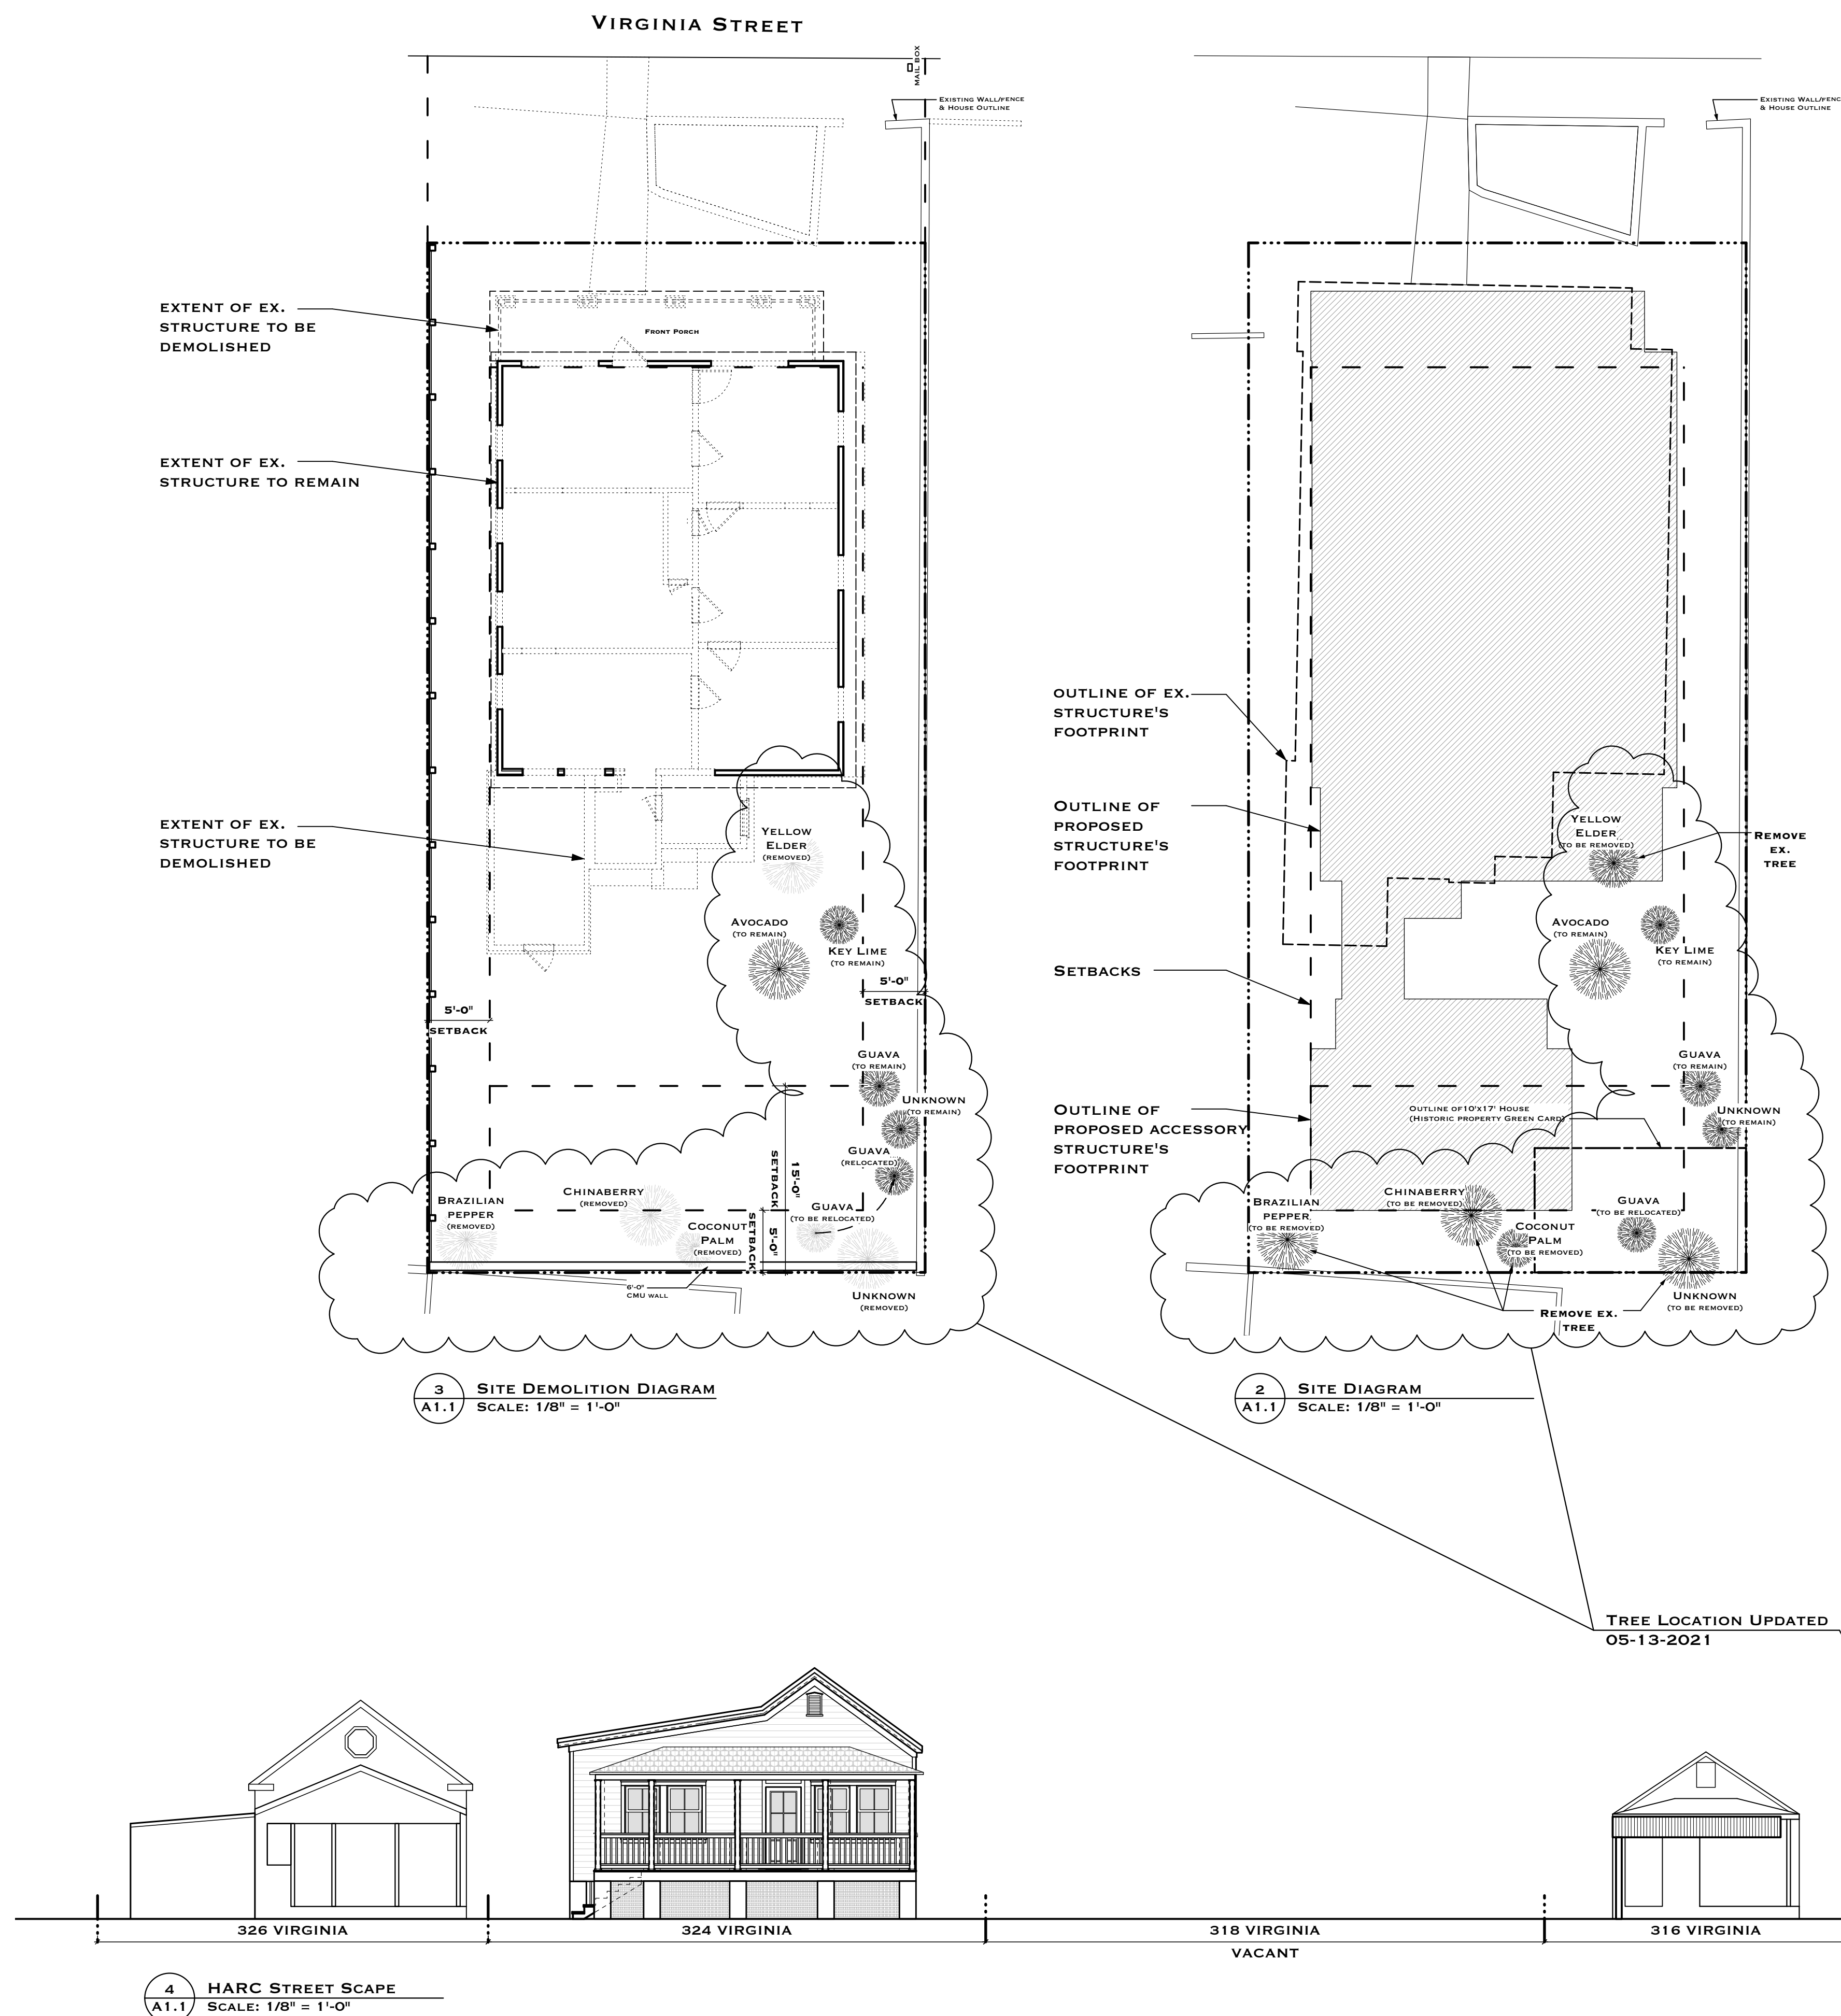 Virginia Street
MAIL BOX
Existing Wall/fence
& House Outline
EXTENT OF EX.
STRUCTURE TO BE
DEMOLISHED
Front Porch
EXTENT OF EX.
STRUCTURE TO REMAIN
EXTENT OF EX.
STRUCTURE TO BE
DEMOLISHED
Yellow
Elder
(removed)
Avocado
(to remain)
Key Lime
(to remain)
5'-0"
SETBACK
5'-0"
SETBACK
Guava
(to remain)
Unknown
(to remain)
Guava
(relocated)
SETBACK
15'-0"
Chinaberry
(removed)
Brazilian
pepper
(removed)
Coconut
Palm
(removed)
SETBACK
5'-0"
Guava
(to be relocated)
6'-0"
CMU wall
Unknown
(removed)
3
A1.1
Site Demolition Diagram
Scale: 1/8" = 1'-0"
Existing Wall/fenc
& House Outline
OUTLINE OF EX.
STRUCTURE'S
FOOTPRINT
Outline of
proposed
structure's
footprint
Yellow
Elder
(to be removed)
Remove
ex.
tree
Avocado
(to remain)
Key Lime
(to remain)
Setbacks
Guava
(to remain)
Unknown
(to remain)
Outline of
proposed accessory
structure's
footprint
Outline of10'x17' House
(Historic property Green Card)
Brazilian
pepper
(to be removed)
Chinaberry
(to be removed)
Coconut
Palm
(to be removed)
Guava
(to be relocated)
Unknown
(to be removed)
Remove ex.
tree
2
A1.1
Site Diagram
Scale: 1/8" = 1'-0"
Tree Location Updated
05-13-2021
326 VIRGINIA
324 VIRGINIA
318 VIRGINIA
VACANT
316 VIRGINIA
4
A1.1
HARC Street Scape
Scale: 1/8" = 1'-0"